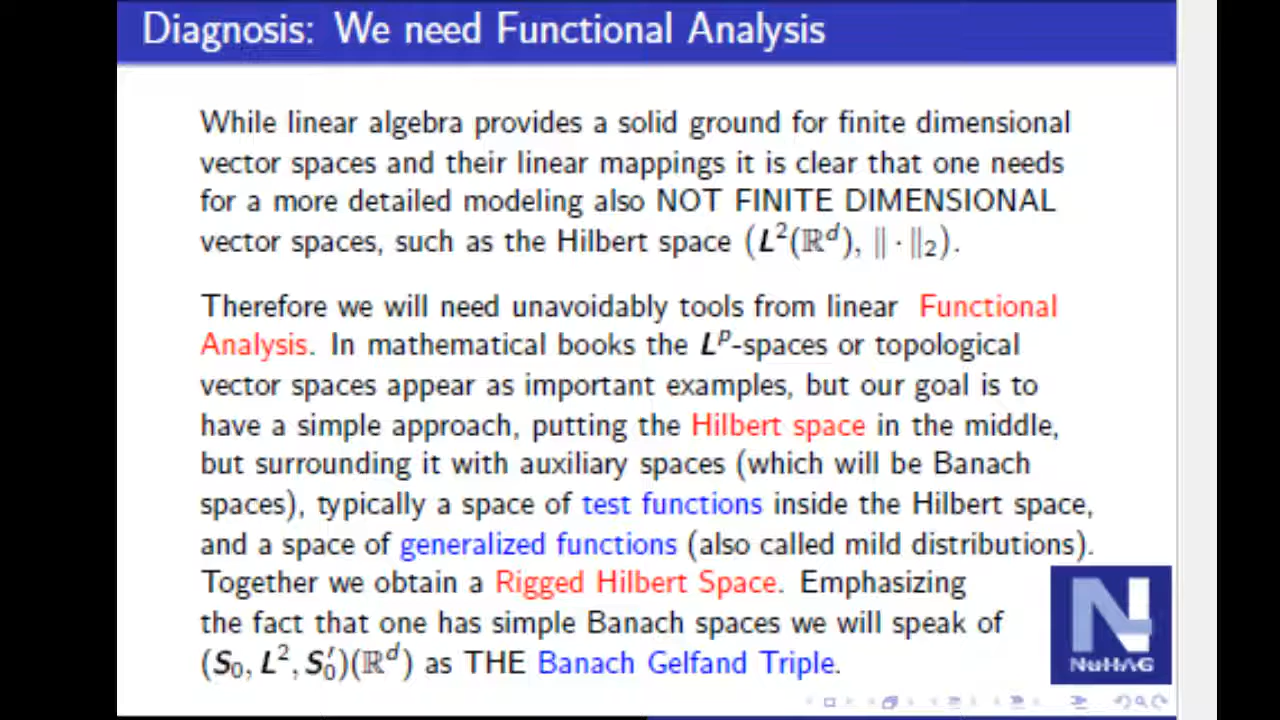 Diagnosis: We need Functional Analysis
While linear algebra provides a solid ground for finite dimensional
vector spaces and their linear mappings it is clear that one needs
for a more detailed modeling also NOT FINITE DIMENSIONAL
vector spaces, such as the Hilbert space (L²(ℝᵈ), ‖ · ‖₂).
Therefore we will need unavoidably tools from linear Functional
Analysis. In mathematical books the Lᵖ-spaces or topological
vector spaces appear as important examples, but our goal is to
have a simple approach, putting the Hilbert space in the middle,
but surrounding it with auxiliary spaces (which will be Banach
spaces), typically a space of test functions inside the Hilbert space,
and a space of generalized functions (also called mild distributions).
Together we obtain a Rigged Hilbert Space. Emphasizing
the fact that one has simple Banach spaces we will speak of
(S₀, L², S₀′)(ℝᵈ) as THE Banach Gelfand Triple.
N
NuHAG